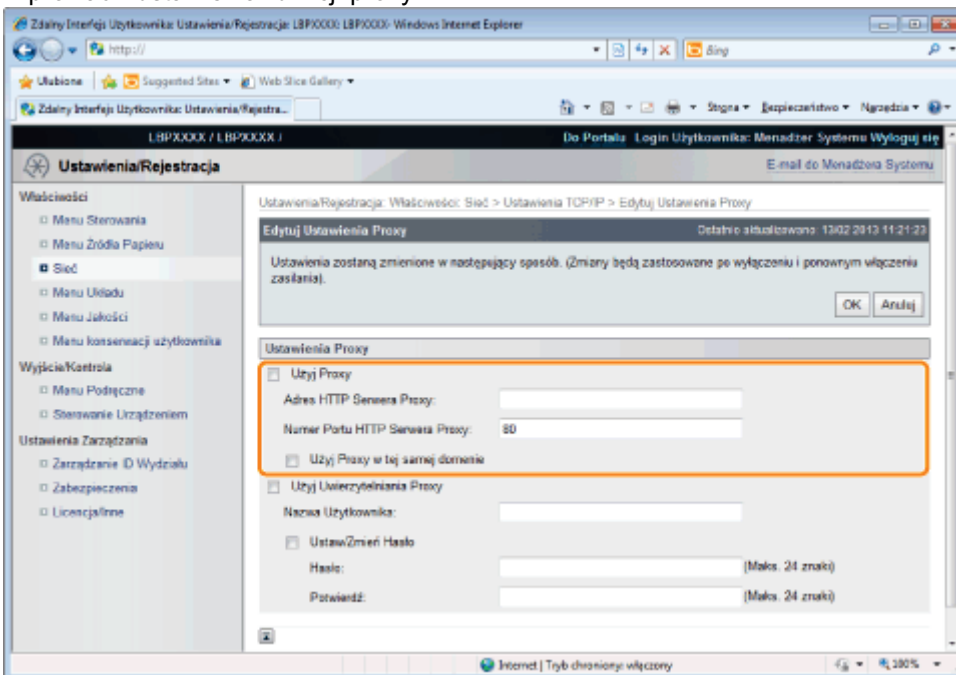 Zdalny Interfejs Użytkownika: Ustawienia/Rejestracja: LBPXXXX: LBPXXXX- Windows Internet Explorer
http://
Bing
Ulubione
Suggested Sites
Web Slice Gallery
Zdalny Interfejs Użytkownika: Ustawienia/Rejestra...
Strona
Bezpieczeństwo
Narzędzia
LBPXXXX / LBPXXXX /
Do Portalu Login Użytkownika: Menadżer Systemu Wyloguj się
Ustawienia/Rejestracja
E-mail do Menadżera Systemu
Właściwości
Menu Sterowania
Menu Źródła Papieru
Sieć
Menu Układu
Menu Jakości
Menu konserwacji użytkownika
Wyjście/Kontrola
Menu Podręczne
Sterowanie Urządzeniem
Ustawienia Zarządzania
Zarządzanie ID Wydziału
Zabezpieczenia
Licencja/Inne
Ustawienia/Rejestracja: Właściwości: Sieć > Ustawienia TCP/IP > Edytuj Ustawienia Proxy
Edytuj Ustawienia Proxy
Ostatnio aktualizowano: 13/02 2013 11:21:23
Ustawienia zostaną zmienione w następujący sposób. (Zmiany będą zastosowane po wyłączeniu i ponownym włączeniu
zasilania).
OK
Anuluj
Ustawienia Proxy
Użyj Proxy
Adres HTTP Serwera Proxy:
Numer Portu HTTP Serwera Proxy:
80
Użyj Proxy w tej samej domenie
Użyj Uwierzytelniania Proxy
Nazwa Użytkownika:
Ustaw/Zmień Hasło
Hasło:
(Maks. 24 znaki)
Potwierdź:
(Maks. 24 znaki)
Internet | Tryb chroniony: włączony
100%